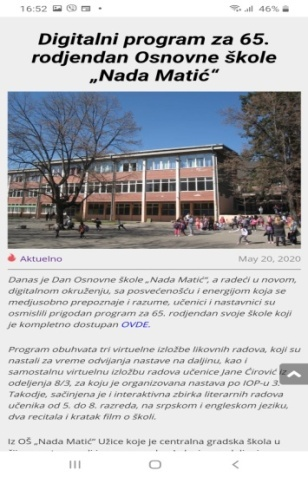 16:52 46%
Digitalni program za 65.
rodjendan Osnovne škole
„Nada Matić“
Aktuelno May 20, 2020
Danas je Dan Osnovne škole „Nada Matić“, a radeći u novom,
digitalnom okruženju, sa posvećenošću i energijom koja se
medjusobno prepoznaje i razume, učenici i nastavnici su
osmislili prigodan program za 65. rodjendan svoje škole koji
je kompletno dostupan OVDE.
Program obuhvata tri virtuelne izložbe likovnih radova, koji su
nastali za vreme odvijanja nastave na daljinu, kao i
samostalnu virtuelnu izložbu radova učenice Jane Ćirović iz
odeljenja 8/3, za koju je organizovana nastava po IOP-u 3.
Takodje, sačinjena je i interaktivna zbirka literarnih radova
učenika od 5. do 8. razreda, na srpskom i engleskom jeziku,
dva recitala i kratak film o školi.
Iz OŠ „Nada Matić“ Užice koje je centralna gradska škola u